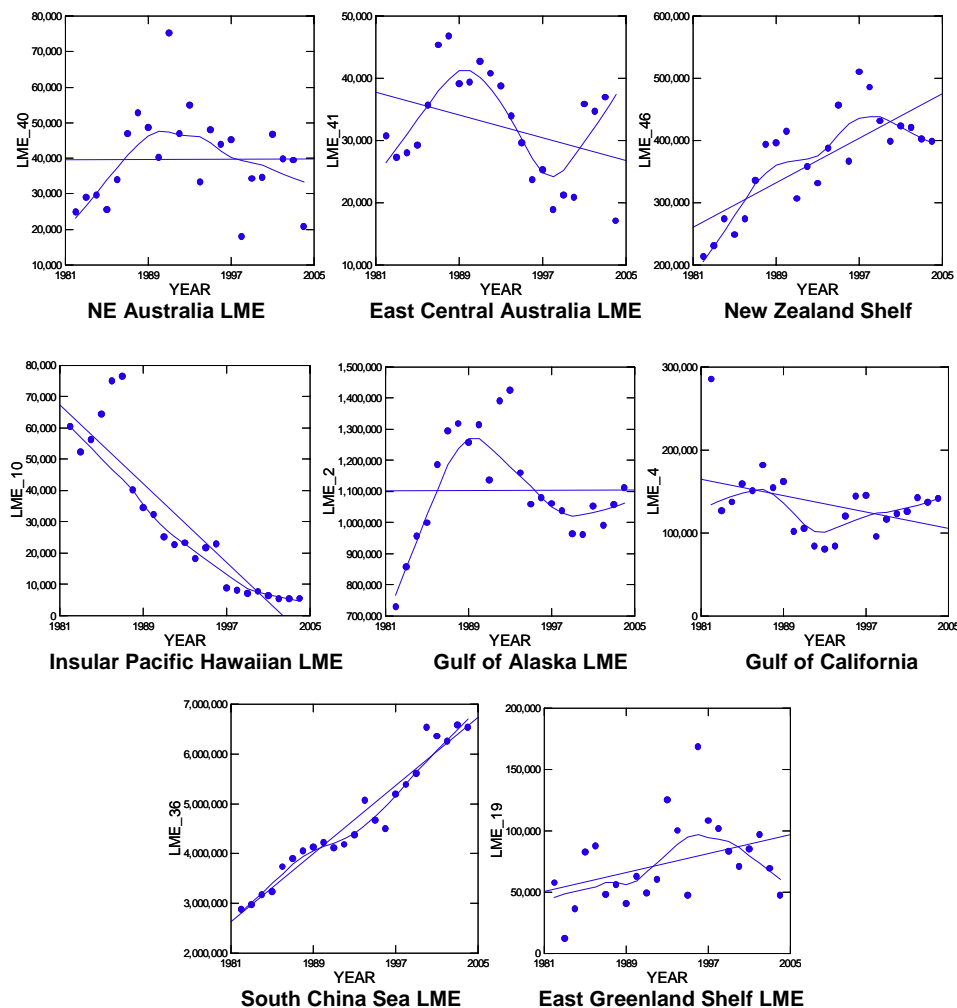 80,000
70,000
60,000
50,000
40,000
30,000
20,000
10,000
LME_40
1981 1989 1997 2005
YEAR
NE Australia LME
50,000
40,000
30,000
20,000
10,000
LME_41
1981 1989 1997 2005
YEAR
East Central Australia LME
600,000
500,000
400,000
300,000
200,000
LME_46
1981 1989 1997 2005
YEAR
New Zealand Shelf
80,000
70,000
60,000
50,000
40,000
30,000
20,000
10,000
0
LME_10
1981 1989 1997 2005
YEAR
Insular Pacific Hawaiian LME
1,500,000
1,400,000
1,300,000
1,200,000
1,100,000
1,000,000
900,000
800,000
700,000
LME_2
1981 1989 1997 2005
YEAR
Gulf of Alaska LME
300,000
200,000
100,000
0
LME_4
1981 1989 1997 2005
YEAR
Gulf of California
7,000,000
6,000,000
5,000,000
4,000,000
3,000,000
2,000,000
LME_36
1981 1989 1997 2005
YEAR
South China Sea LME
200,000
150,000
100,000
50,000
0
LME_19
1981 1989 1997 2005
YEAR
East Greenland Shelf LME